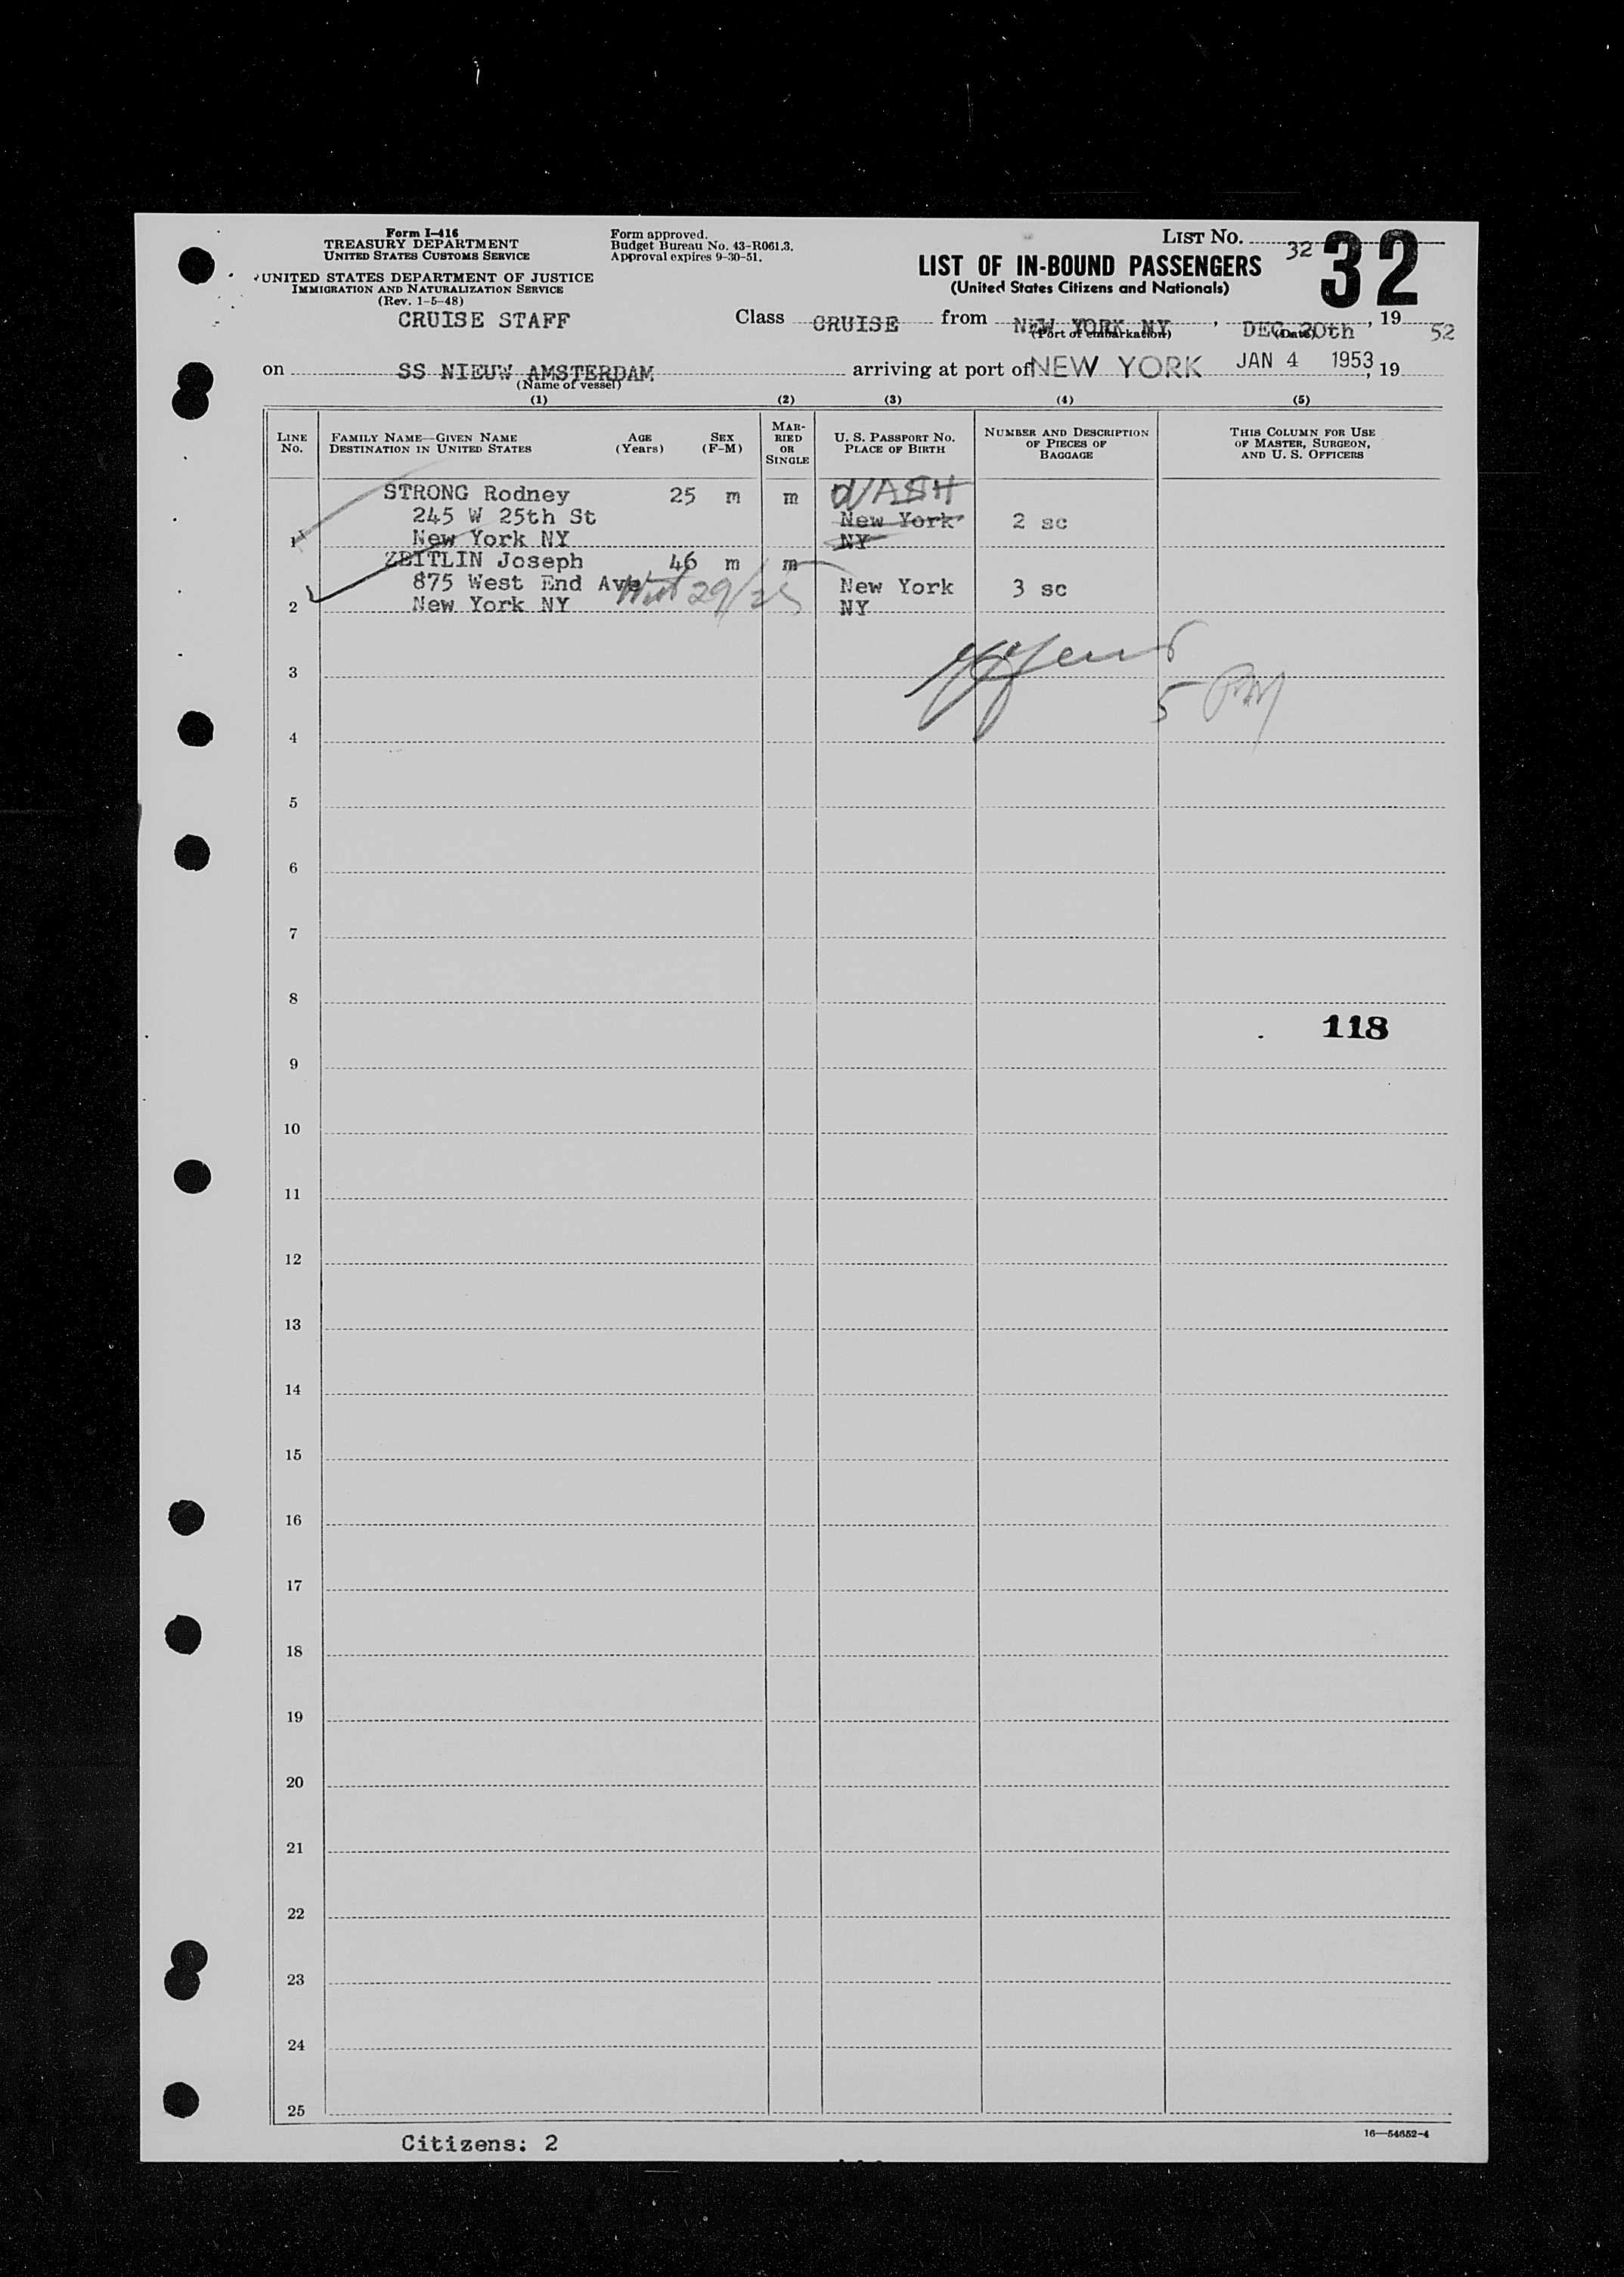 Form I-416
TREASURY DEPARTMENT
UNITED STATES CUSTOMS SERVICE
UNITED STATES DEPARTMENT OF JUSTICE
IMMIGRATION AND NATURALIZATION SERVICE
(Rev. 1-5-48)
Form approved.
Budget Bureau No. 43-R061.3.
Approval expires 9-30-51.
LIST NO. 32 32
LIST OF IN-BOUND PASSENGERS
(United States Citizens and Nationals)
CRUISE STAFF
Class CRUISE from NEW YORK NY, DEC 20th, 19 52
(Port of embarkation) (Date)
on SS NIEUW AMSTERDAM arriving at port of NEW YORK JAN 4 1953, 19
(Name of vessel)
(1) (2) (3) (4) (5)
LINE NO.
FAMILY NAME—GIVEN NAME
DESTINATION IN UNITED STATES
AGE (Years)
SEX (F-M)
MARRIED OR SINGLE
U. S. PASSPORT NO.
PLACE OF BIRTH
NUMBER AND DESCRIPTION OF PIECES OF BAGGAGE
THIS COLUMN FOR USE OF MASTER, SURGEON, AND U. S. OFFICERS
STRONG Rodney 25 m m WASH
245 W 25th St New York 2 sc
1 New York NY NY
ZEITLIN Joseph 46 m m
875 West End Ave New York 3 sc
2 New York NY NY
3
5 PM
4
5
6
7
8
118
9
10
11
12
13
14
15
16
17
18
19
20
21
22
23
24
25
Citizens: 2
16—54652-4